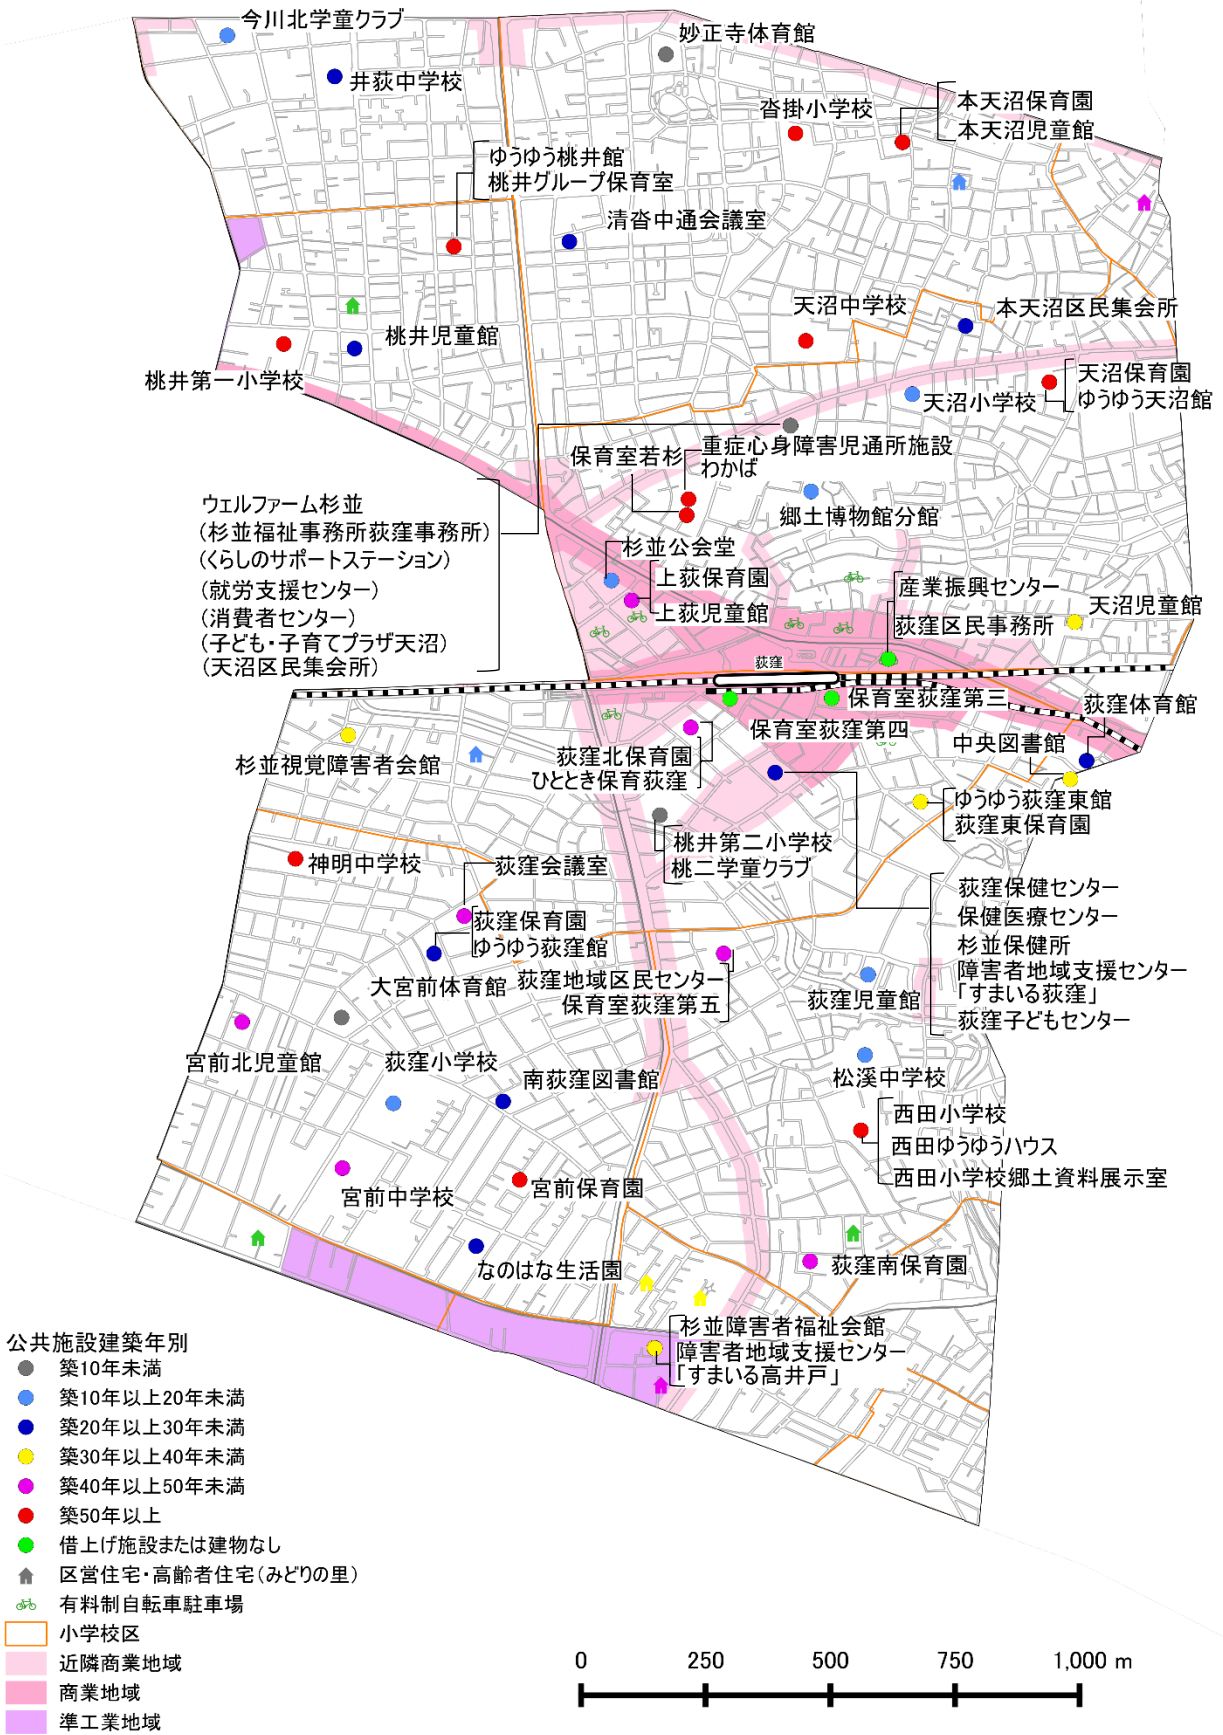 今川北学童クラブ
妙正寺体育館
井荻中学校
沓掛小学校
本天沼保育園
本天沼児童館
ゆうゆう桃井館
桃井グループ保育室
清沓中通会議室
天沼中学校
本天沼区民集会所
桃井児童館
桃井第一小学校
天沼保育園
ゆうゆう天沼館
天沼小学校
重症心身障害児通所施設
わかば
保育室若杉
ウェルファーム杉並
(杉並福祉事務所荻窪事務所)
(くらしのサポートステーション)
(就労支援センター)
(消費者センター)
(子ども・子育てプラザ天沼)
(天沼区民集会所)
郷土博物館分館
杉並公会堂
上荻保育園
上荻児童館
産業振興センター
荻窪区民事務所
天沼児童館
荻窪
保育室荻窪第三
荻窪体育館
保育室荻窪第四
中央図書館
杉並視覚障害者会館
荻窪北保育園
ひととき保育荻窪
ゆうゆう荻窪東館
荻窪東保育園
桃井第二小学校
桃二学童クラブ
神明中学校
荻窪会議室
荻窪保健センター
保健医療センター
杉並保健所
障害者地域支援センター
「すまいる荻窪」
荻窪子どもセンター
荻窪保育園
ゆうゆう荻窪館
大宮前体育館
荻窪地域区民センター
保育室荻窪第五
荻窪児童館
宮前北児童館
荻窪小学校
南荻窪図書館
松溪中学校
西田小学校
西田ゆうゆうハウス
西田小学校郷土資料展示室
宮前中学校
宮前保育園
なのはな生活園
荻窪南保育園
杉並障害者福祉会館
障害者地域支援センター
「すまいる高井戸」
公共施設建築年別
築10年未満
築10年以上20年未満
築20年以上30年未満
築30年以上40年未満
築40年以上50年未満
築50年以上
借上げ施設または建物なし
区営住宅・高齢者住宅(みどりの里)
有料制自転車駐車場
小学校区
近隣商業地域
商業地域
準工業地域
0 250 500 750 1,000 m